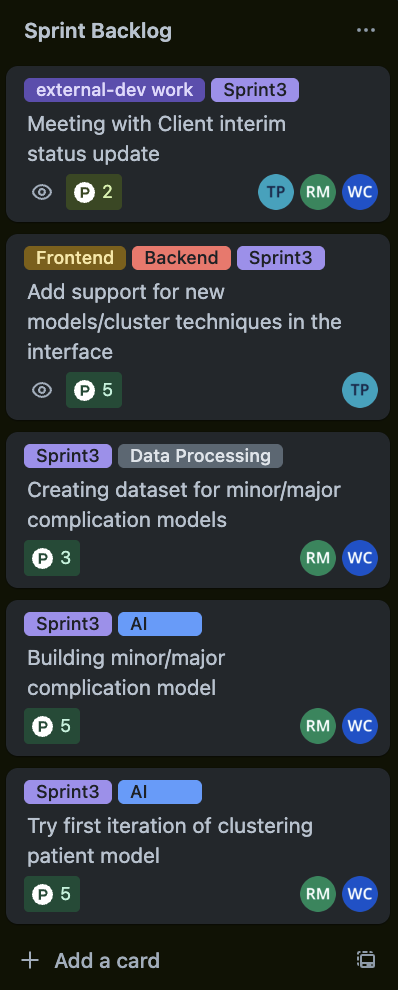 Sprint Backlog ...
external-dev work Sprint3
Meeting with Client interim
status update
P 2 TP RM WC
Frontend Backend Sprint3
Add support for new
models/cluster techniques in the
interface
P 5 TP
Sprint3 Data Processing
Creating dataset for minor/major
complication models
P 3 RM WC
Sprint3 AI
Building minor/major
complication model
P 5 RM WC
Sprint3 AI
Try first iteration of clustering
patient model
P 5 RM WC
+ Add a card